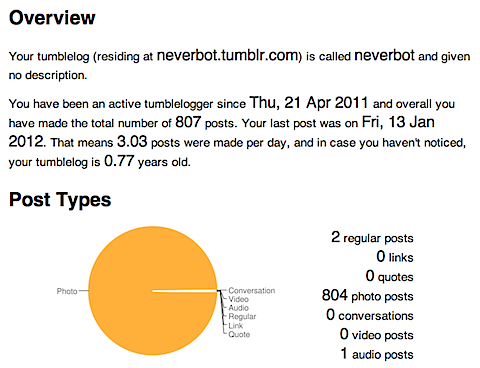 Overview
Your tumblelog (residing at neverbot.tumblr.com) is called neverbot and given
no description.
You have been an active tumblelogger since Thu, 21 Apr 2011 and overall you
have made the total number of 807 posts. Your last post was on Fri, 13 Jan
2012. That means 3.03 posts were made per day, and in case you haven't noticed,
your tumblelog is 0.77 years old.
Post Types
Photo
Conversation
Video
Audio
Regular
Link
Quote
2 regular posts
0 links
0 quotes
804 photo posts
0 conversations
0 video posts
1 audio posts